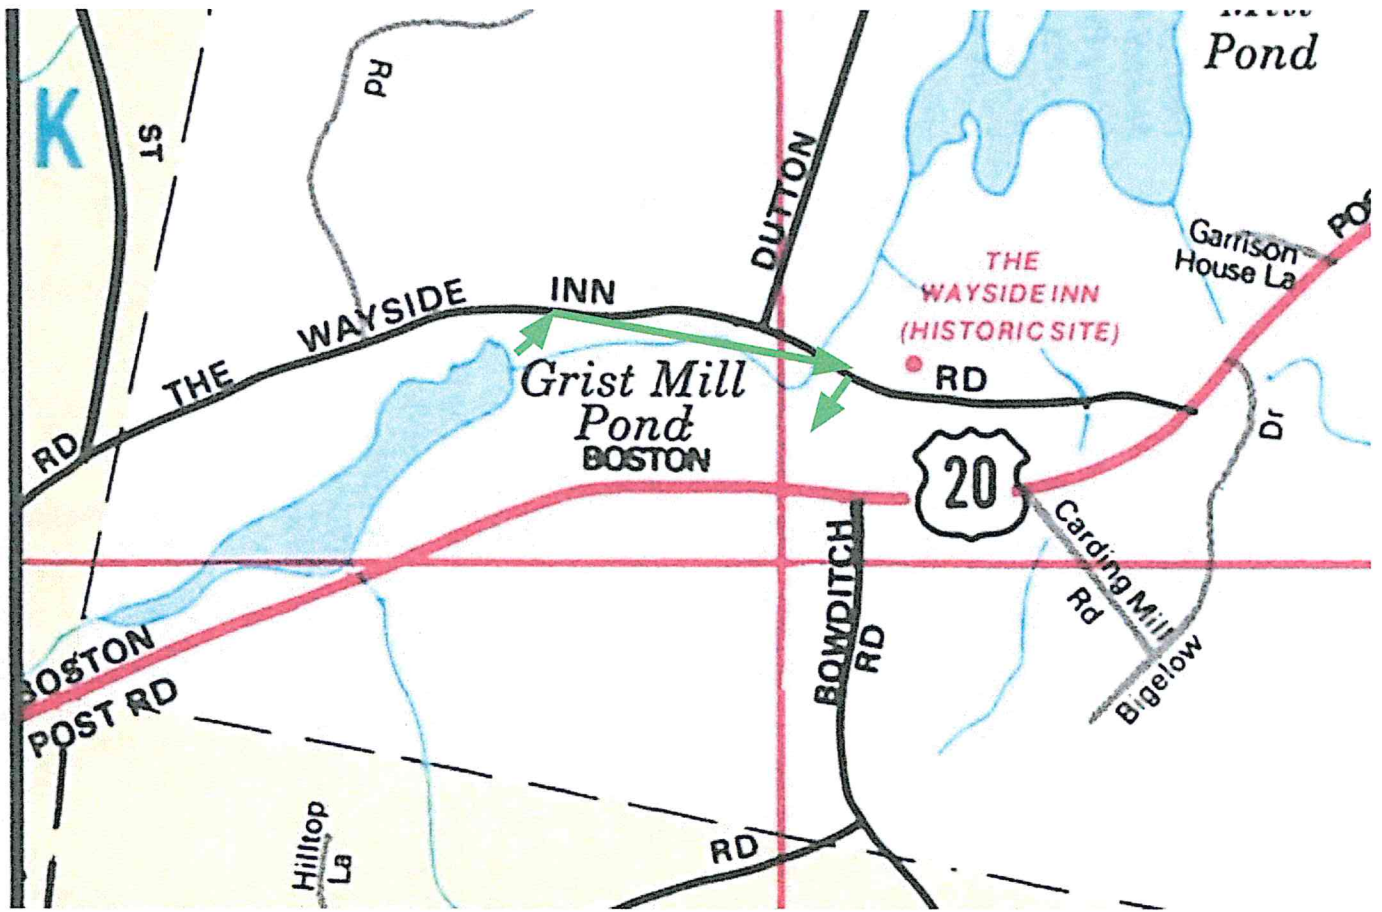 Mill
Pond
K
ST
Rd
DUTTON
Garrison
House La
THE
WAYSIDE INN
(HISTORIC SITE)
RD THE WAYSIDE INN RD
Grist Mill
Pond
BOSTON
20
Dr
Carding Mill
Rd
BOWDITCH
RD
Bigelow
BOSTON
POST RD
Hilltop
La
RD